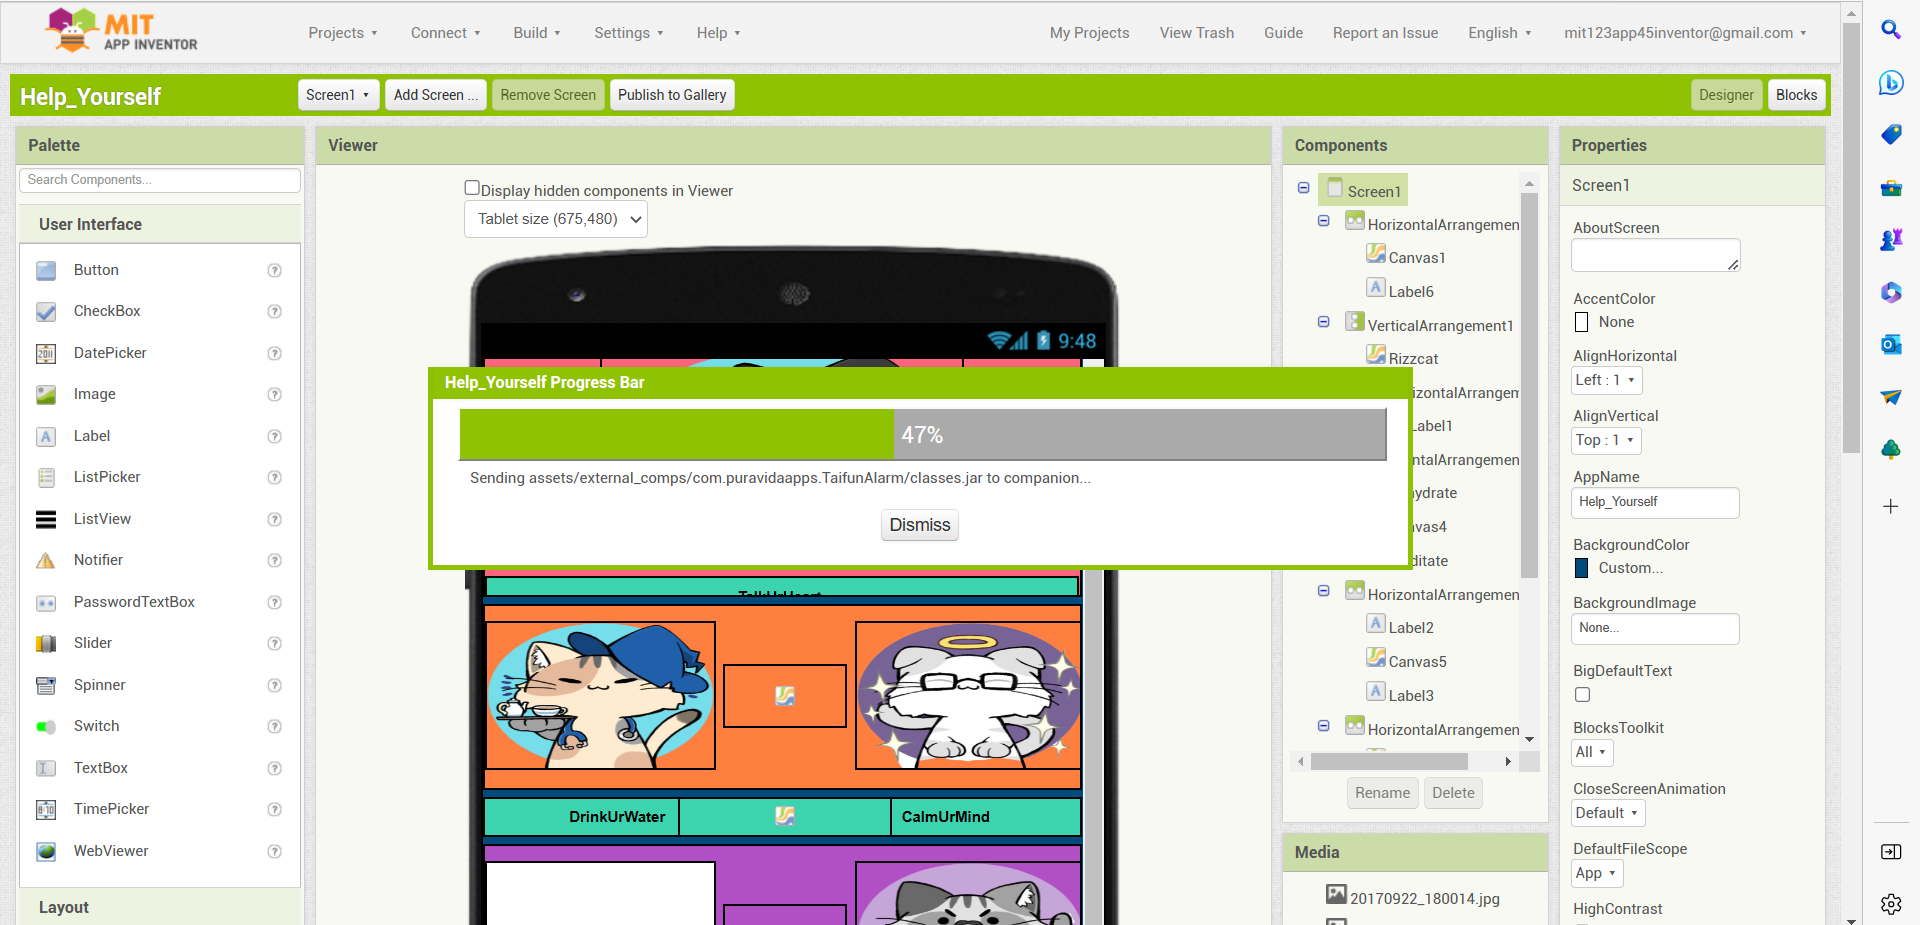 MIT
APP INVENTOR
Projects
Connect
Build
Settings
Help
My Projects
View Trash
Guide
Report an Issue
English
mit123app45inventor@gmail.com
Help_Yourself
Screen1
Add Screen ...
Remove Screen
Publish to Gallery
Designer
Blocks
Palette
Search Components...
User Interface
Button
CheckBox
DatePicker
Image
Label
ListPicker
ListView
Notifier
PasswordTextBox
Slider
Spinner
Switch
TextBox
TimePicker
WebViewer
Layout
Viewer
Display hidden components in Viewer
Tablet size (675,480)
9:48
Help_Yourself Progress Bar
47%
Sending assets/external_comps/com.puravidaapps.TaifunAlarm/classes.jar to companion...
Dismiss
TalkUrHeart
DrinkUrWater
CalmUrMind
Components
Screen1
HorizontalArrangemen
Canvas1
Label6
VerticalArrangement1
Rizzcat
izontalArrangem
abel1
ntalArrangemen
ydrate
vas4
ditate
HorizontalArrangemen
Label2
Canvas5
Label3
HorizontalArrangemen
Rename
Delete
Media
20170922_180014.jpg
Properties
Screen1
AboutScreen
AccentColor
None
AlignHorizontal
Left : 1
AlignVertical
Top : 1
AppName
Help_Yourself
BackgroundColor
Custom...
BackgroundImage
None...
BigDefaultText
BlocksToolkit
All
CloseScreenAnimation
Default
DefaultFileScope
App
HighContrast